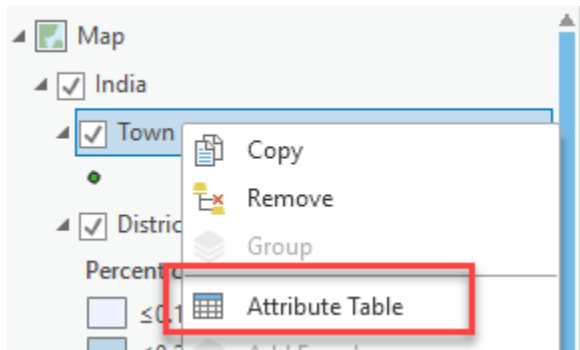 Map
India
Town
Copy
Remove
Distric
Group
Percent
Attribute Table
≤0.1